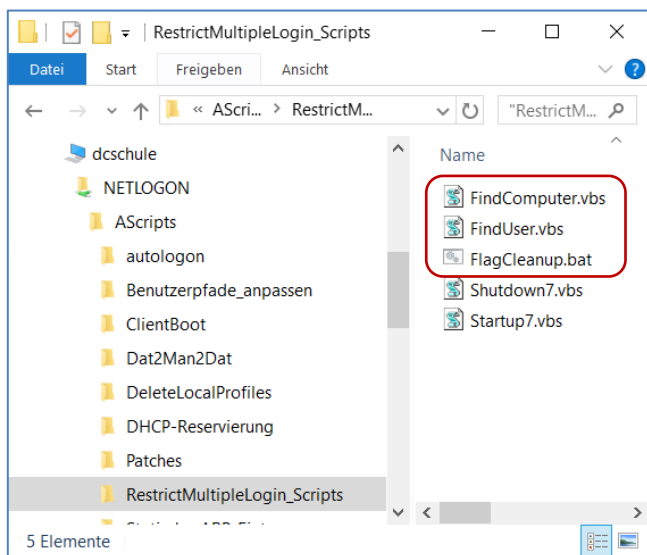 RestrictMultipleLogin_Scripts
Datei Start Freigeben Ansicht
« AScri... > RestrictM... "RestrictM...
dcschule
NETLOGON
AScripts
autologon
Benutzerpfade_anpassen
ClientBoot
Dat2Man2Dat
DeleteLocalProfiles
DHCP-Reservierung
Patches
RestrictMultipleLogin_Scripts
Name
FindComputer.vbs
FindUser.vbs
FlagCleanup.bat
Shutdown7.vbs
Startup7.vbs
5 Elemente